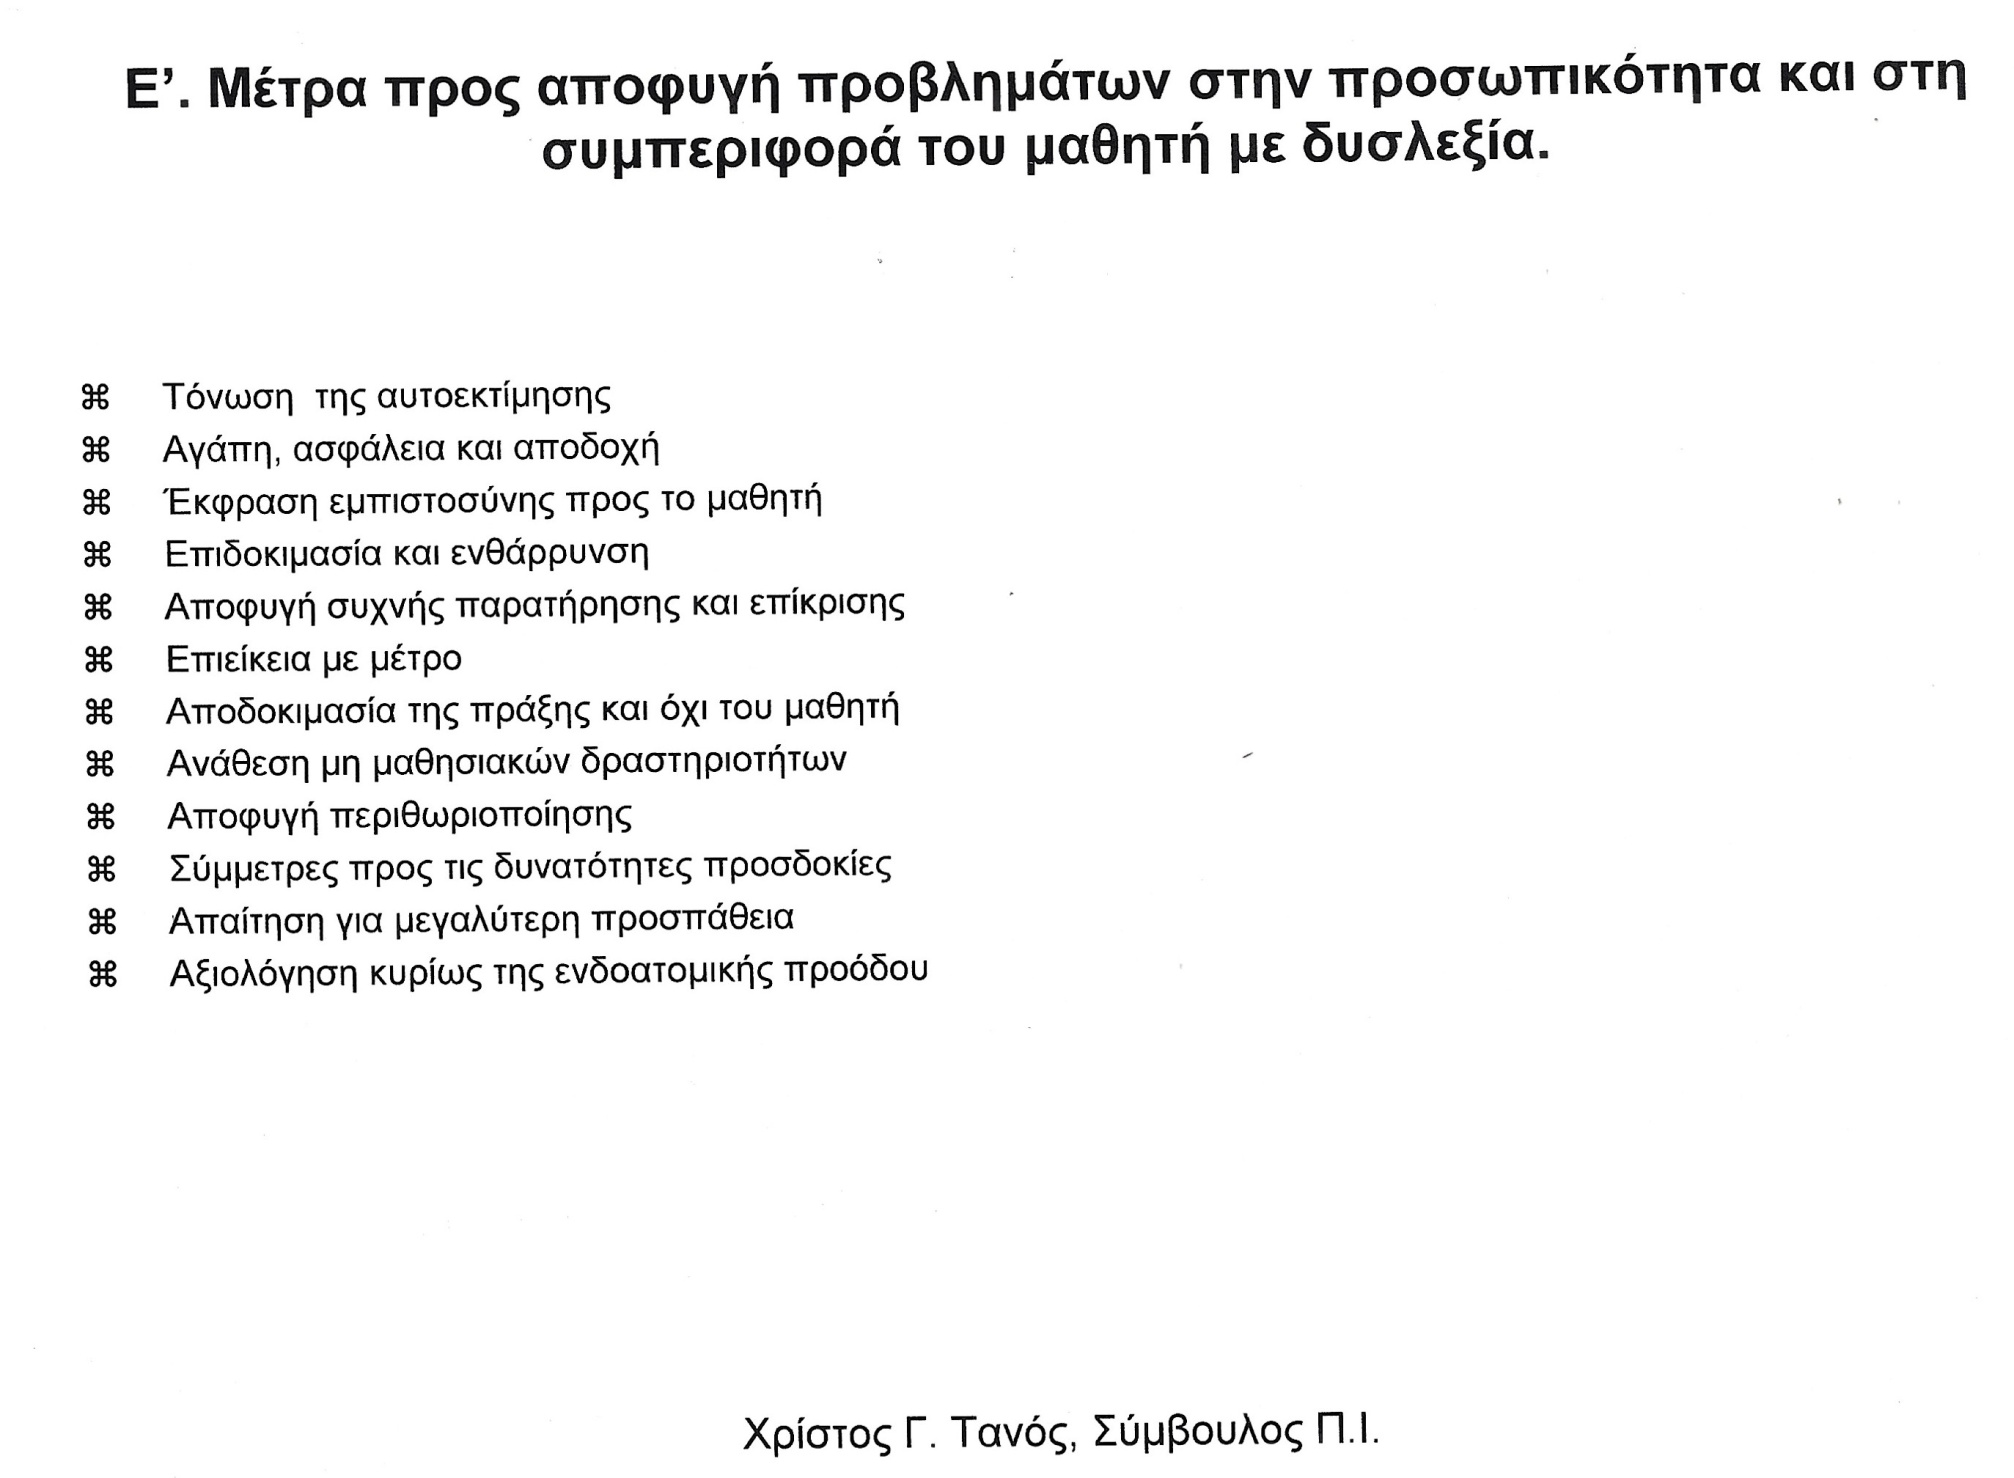 Ε’. Μέτρα προς αποφυγή προβλημάτων στην προσωπικότητα και στη
συμπεριφορά του μαθητή με δυσλεξία.
⌘ Τόνωση της αυτοεκτίμησης
⌘ Αγάπη, ασφάλεια και αποδοχή
⌘ Έκφραση εμπιστοσύνης προς το μαθητή
⌘ Επιδοκιμασία και ενθάρρυνση
⌘ Αποφυγή συχνής παρατήρησης και επίκρισης
⌘ Επιείκεια με μέτρο
⌘ Αποδοκιμασία της πράξης και όχι του μαθητή
⌘ Ανάθεση μη μαθησιακών δραστηριοτήτων
⌘ Αποφυγή περιθωριοποίησης
⌘ Σύμμετρες προς τις δυνατότητες προσδοκίες
⌘ Απαίτηση για μεγαλύτερη προσπάθεια
⌘ Αξιολόγηση κυρίως της ενδοατομικής προόδου
Χρίστος Γ. Τανός, Σύμβουλος Π.Ι.